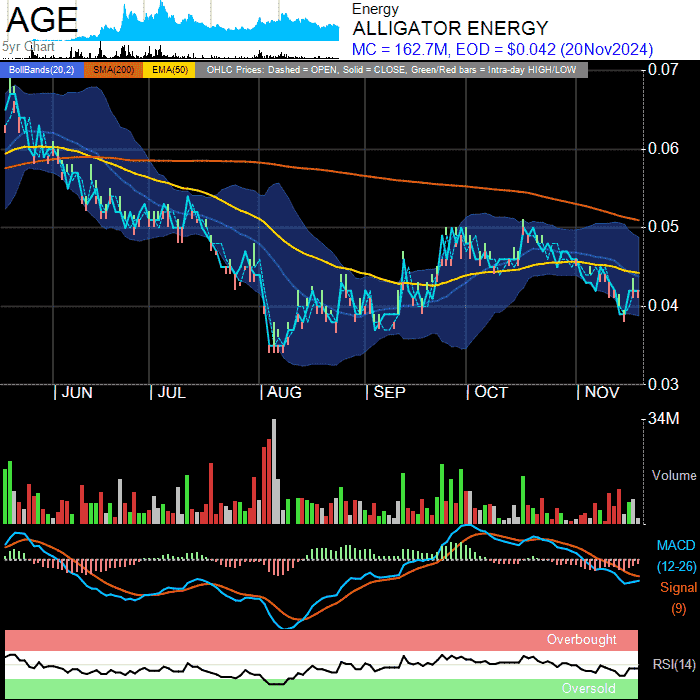 AGE
5yr Chart
Energy
ALLIGATOR ENERGY
MC = 162.7M, EOD = $0.042 (20Nov2024)
BollBands(20,2) SMA(200) EMA(50) OHLC Prices: Dashed = OPEN, Solid = CLOSE, Green/Red bars = Intra-day HIGH/LOW
0.07
0.06
0.05
0.04
0.03
JUN JUL AUG SEP OCT NOV
34M
Volume
MACD
(12-26)
Signal
(9)
Overbought
RSI(14)
Oversold